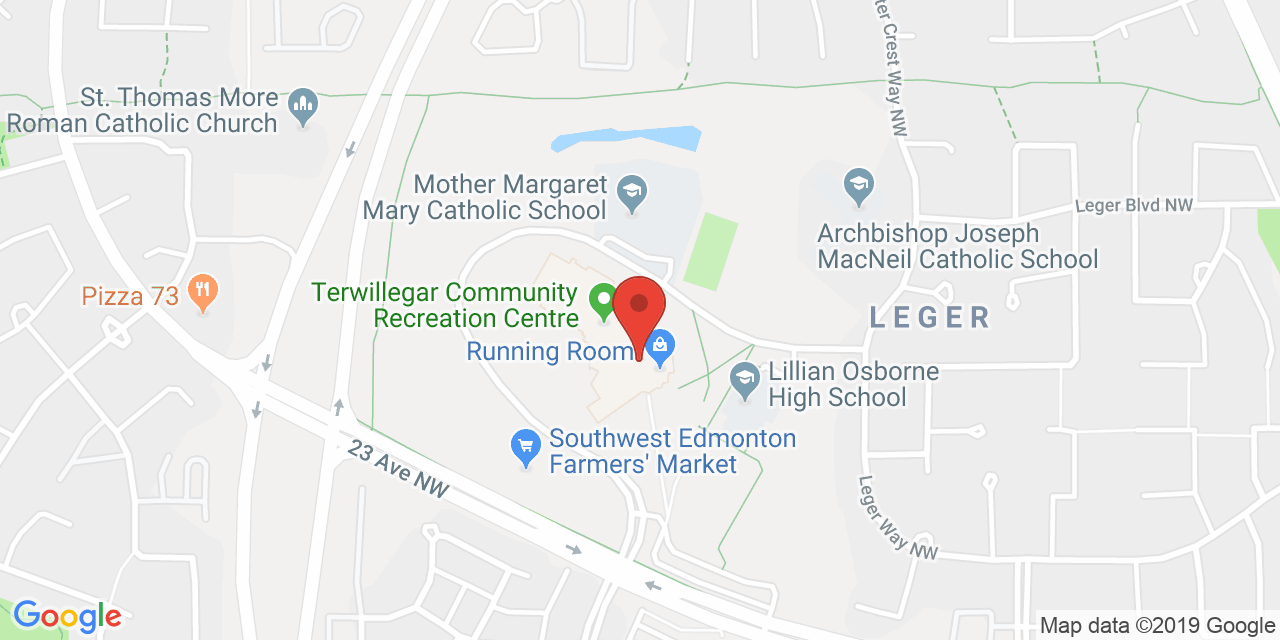 ter Crest Way NW
St. Thomas More
Roman Catholic Church
Mother Margaret
Mary Catholic School
Leger Blvd NW
Archbishop Joseph
MacNeil Catholic School
Pizza 73
Terwillegar Community
Recreation Centre
LEGER
Running Room
Lillian Osborne
High School
Southwest Edmonton
Farmers' Market
23 Ave NW
Leger Way NW
Google
Map data ©2019 Google